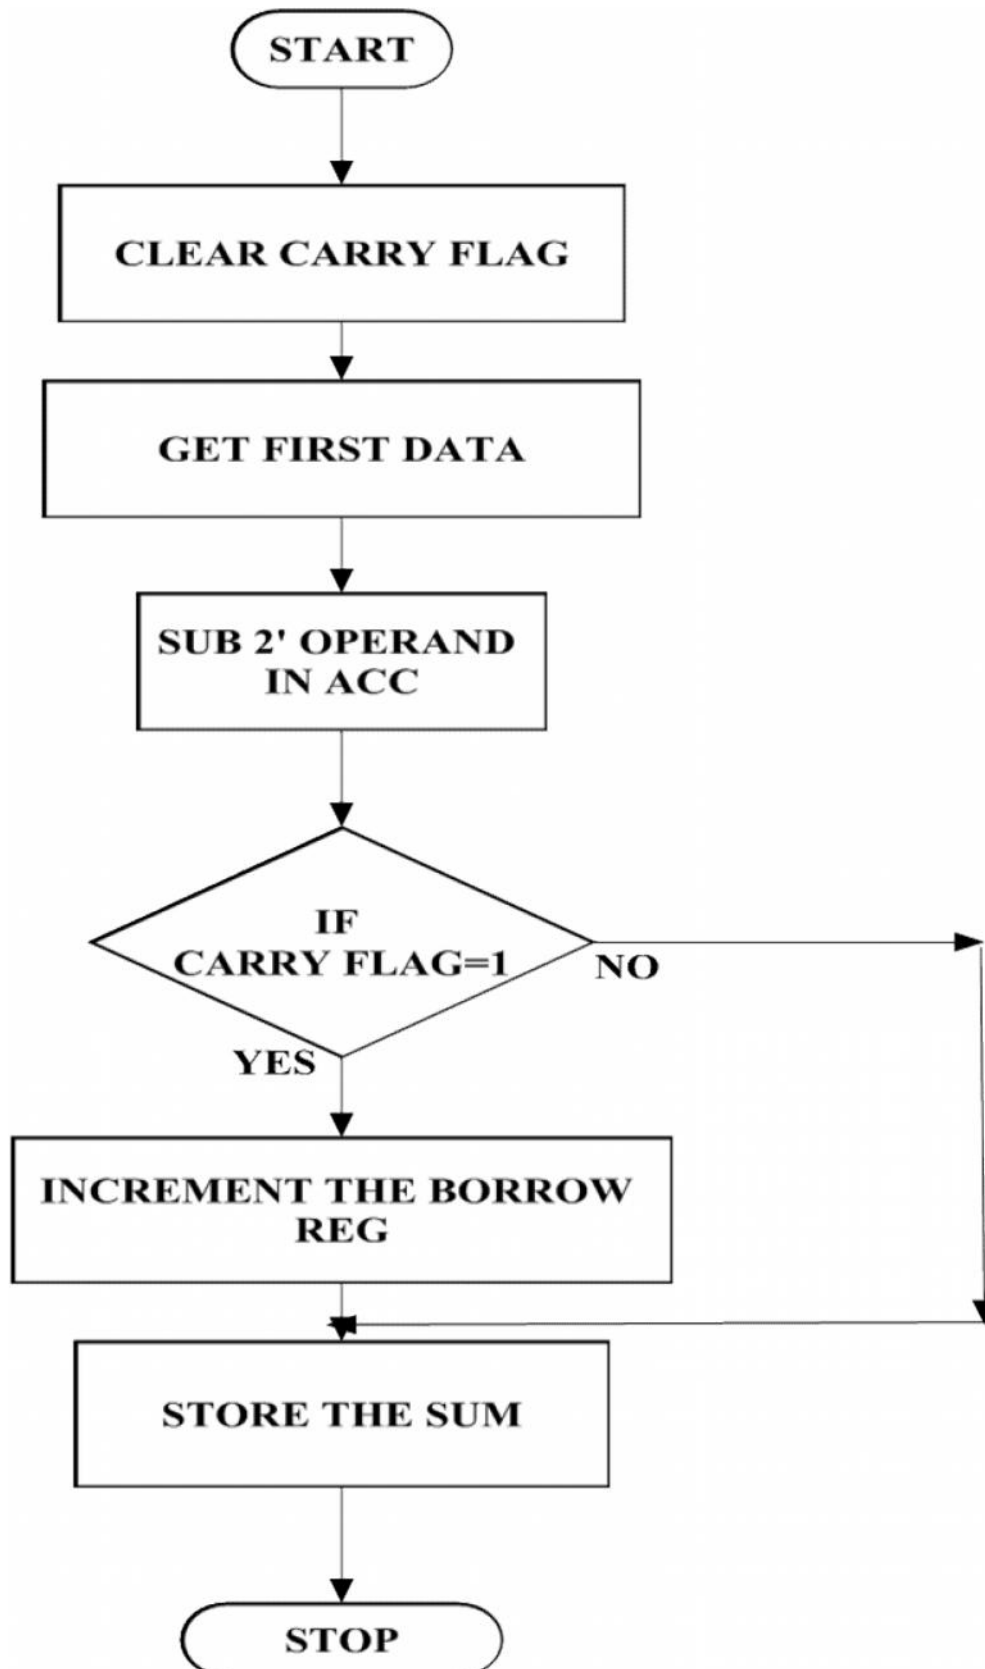 START
CLEAR CARRY FLAG
GET FIRST DATA
SUB 2' OPERAND
IN ACC
IF
CARRY FLAG=1
NO
YES
INCREMENT THE BORROW
REG
STORE THE SUM
STOP